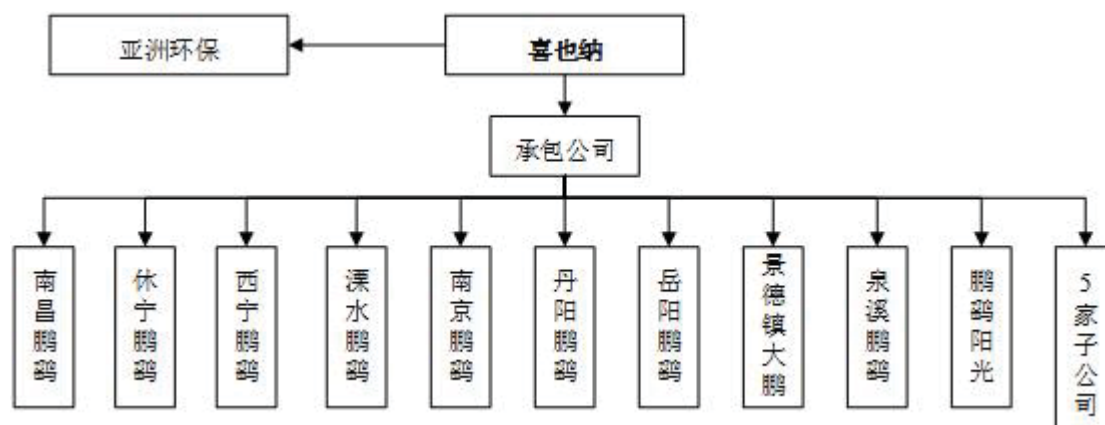 亚洲环保
喜也纳
承包公司
南昌鹏鹞
休宁鹏鹞
西宁鹏鹞
溧水鹏鹞
南京鹏鹞
丹阳鹏鹞
岳阳鹏鹞
景德镇大鹏
泉溪鹏鹞
鹏鹞阳光
5家子公司